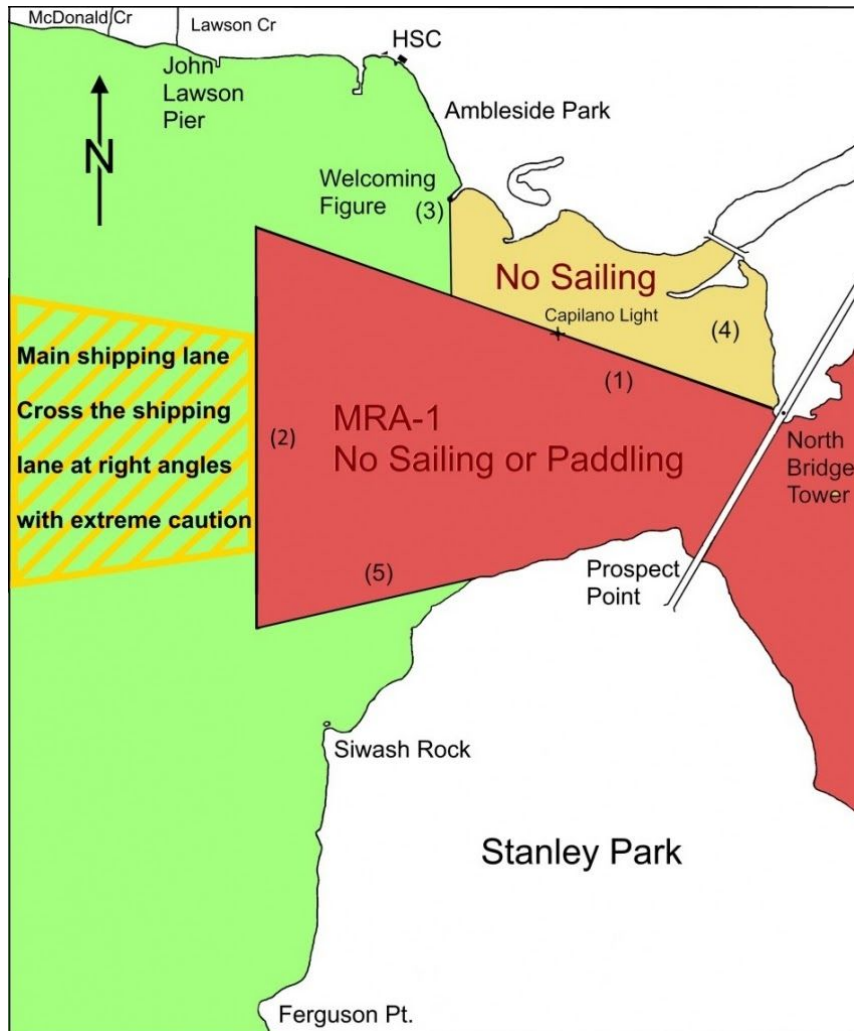 McDonald Cr
Lawson Cr
HSC
John
Lawson
Pier
Ambleside Park
N
Welcoming
Figure
(3)
No Sailing
Capilano Light
(4)
(1)
Main shipping lane
Cross the shipping
lane at right angles
with extreme caution
(2)
MRA-1
No Sailing or Paddling
North
Bridge
Tower
(5)
Prospect
Point
Siwash Rock
Stanley Park
Ferguson Pt.